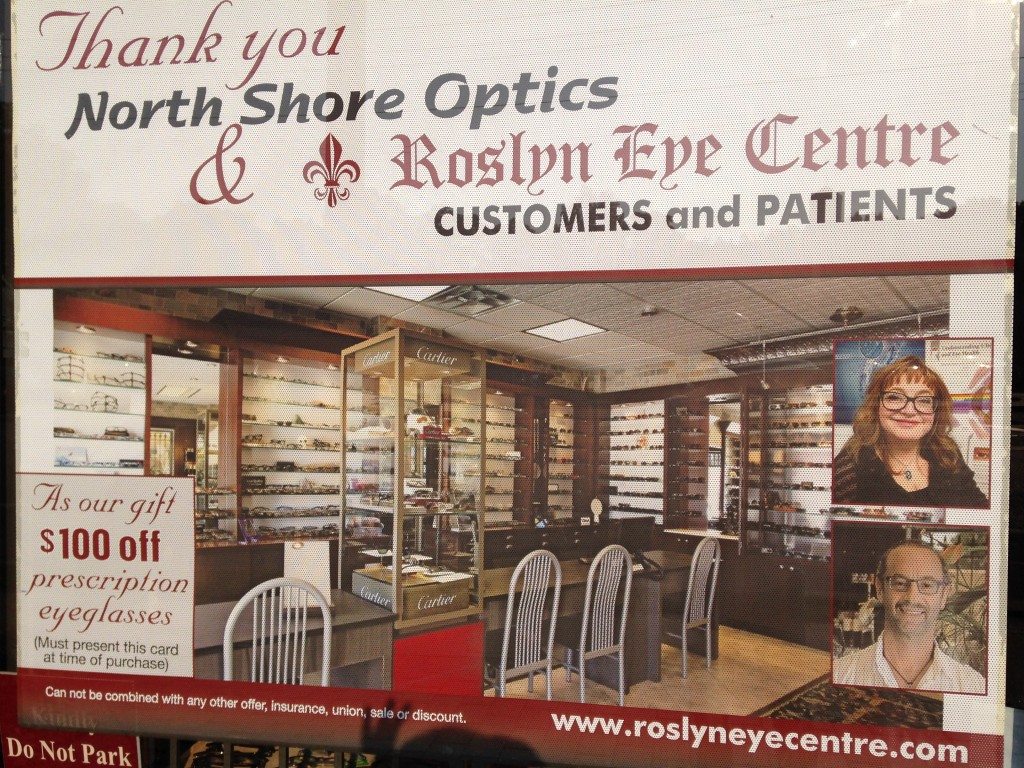 Thank you
North Shore Optics
& Roslyn Eye Centre
CUSTOMERS and PATIENTS
Cartier
Cartier
As our gift
$100 off
prescription
eyeglasses
(Must present this card
at time of purchase)
Cartier
Cartier
Can not be combined with any other offer, insurance, union, sale or discount.
www.roslyneyecentre.com
Kindly
Do Not Park